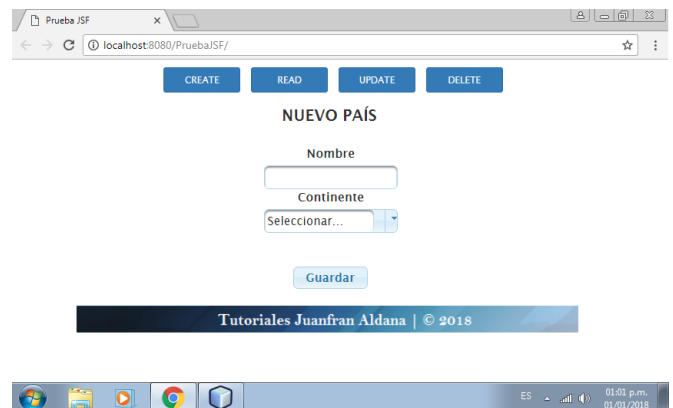 Prueba JSF
localhost:8080/PruebaJSF/
CREATE READ UPDATE DELETE
NUEVO PAÍS
Nombre
Continente
Seleccionar...
Guardar
Tutoriales Juanfran Aldana | © 2018
ES
01:01 p.m.
01/01/2018